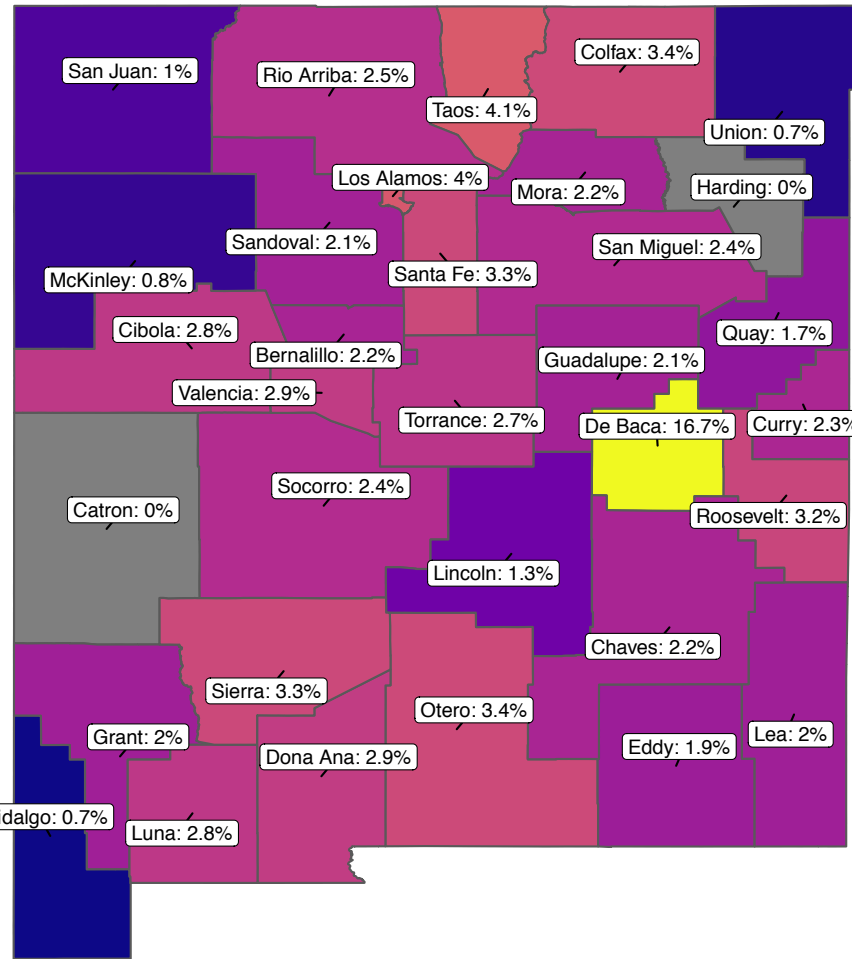 Colfax: 3.4%
San Juan: 1%
Rio Arriba: 2.5%
Taos: 4.1%
Union: 0.7%
Los Alamos: 4%
Mora: 2.2%
Harding: 0%
Sandoval: 2.1%
San Miguel: 2.4%
McKinley: 0.8%
Santa Fe: 3.3%
Cibola: 2.8%
Quay: 1.7%
Bernalillo: 2.2%
Guadalupe: 2.1%
Valencia: 2.9%
Torrance: 2.7%
De Baca: 16.7%
Curry: 2.3%
Socorro: 2.4%
Catron: 0%
Roosevelt: 3.2%
Lincoln: 1.3%
Chaves: 2.2%
Sierra: 3.3%
Otero: 3.4%
Grant: 2%
Lea: 2%
Eddy: 1.9%
Dona Ana: 2.9%
idalgo: 0.7%
Luna: 2.8%